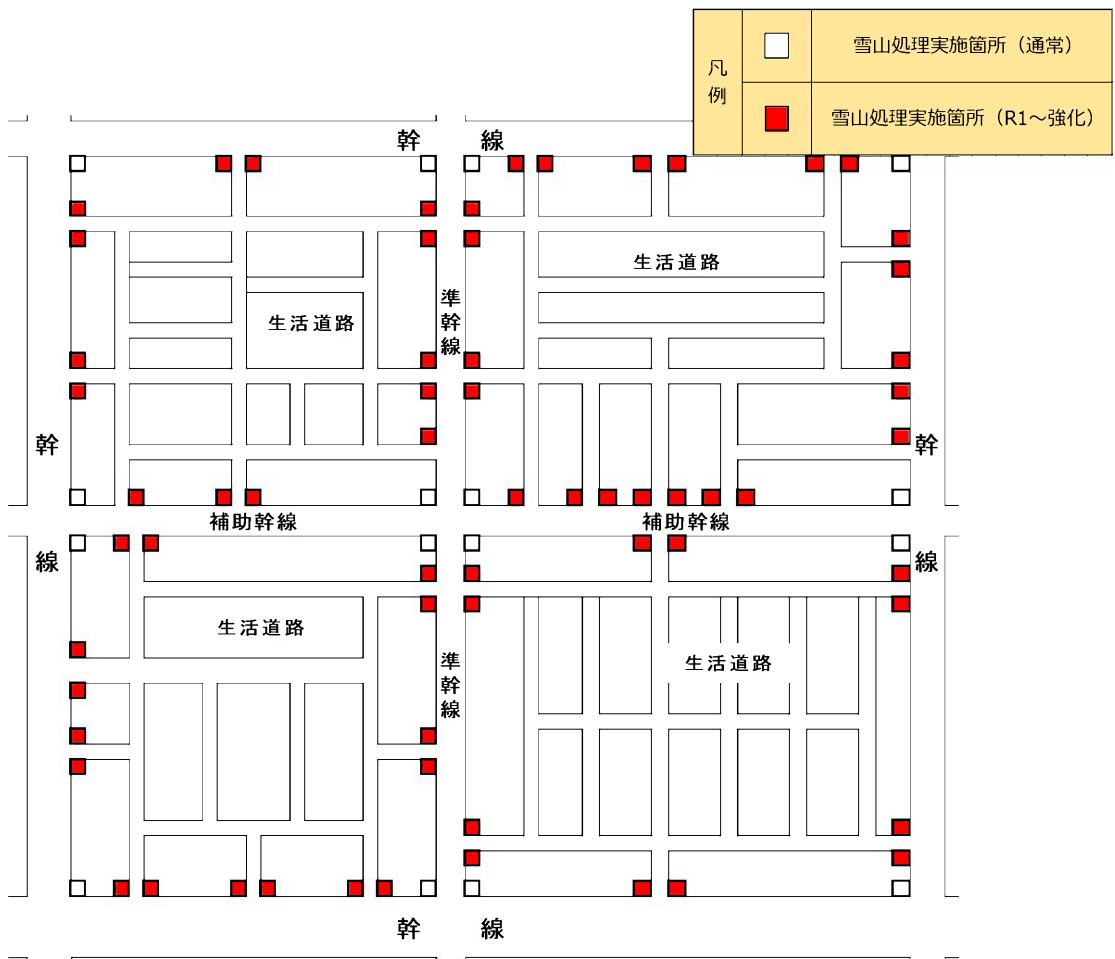 凡例
雪山処理実施箇所（通常）
雪山処理実施箇所（R1～強化）
幹線
生活道路
準幹線
生活道路
幹線
幹線
補助幹線
補助幹線
生活道路
準幹線
生活道路
幹線